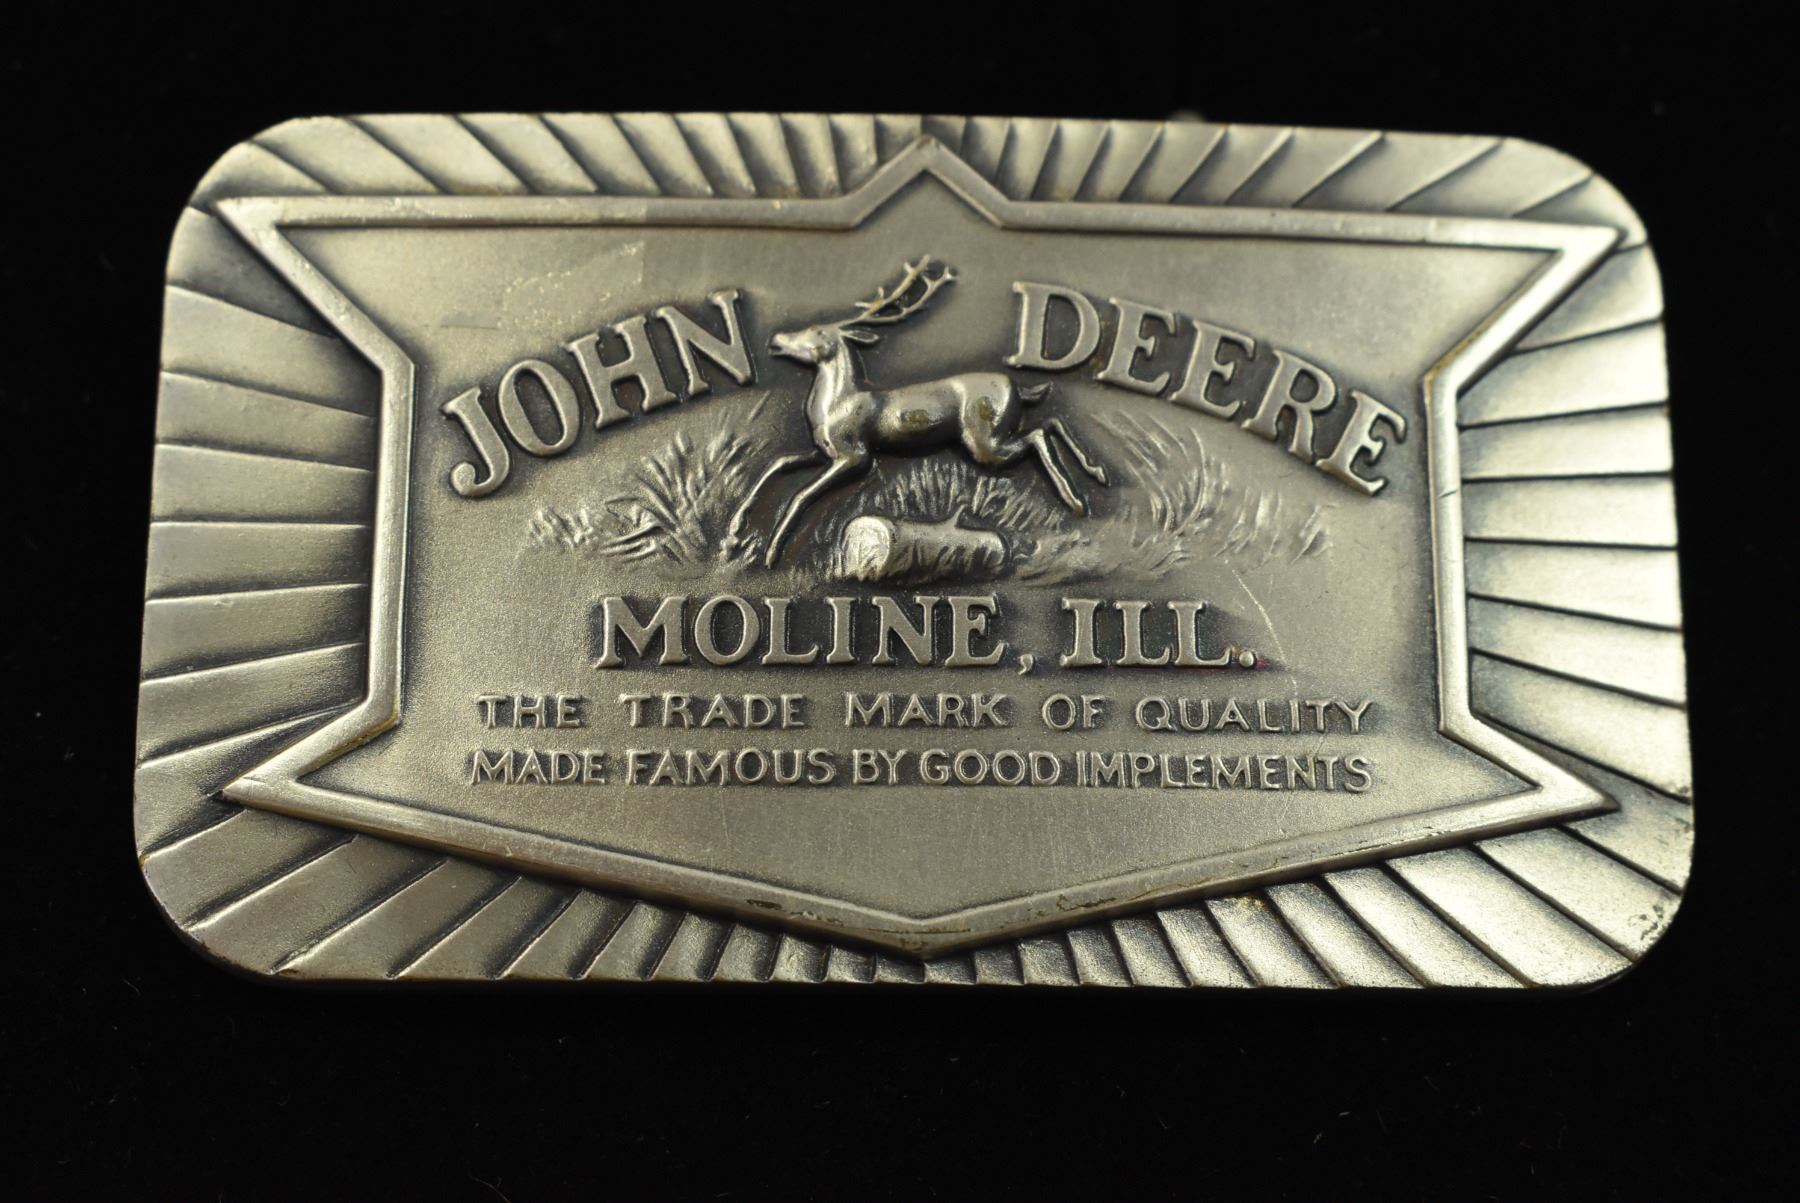 JOHN DEERE
MOLINE, ILL.
THE TRADE MARK OF QUALITY
MADE FAMOUS BY GOOD IMPLEMENTS